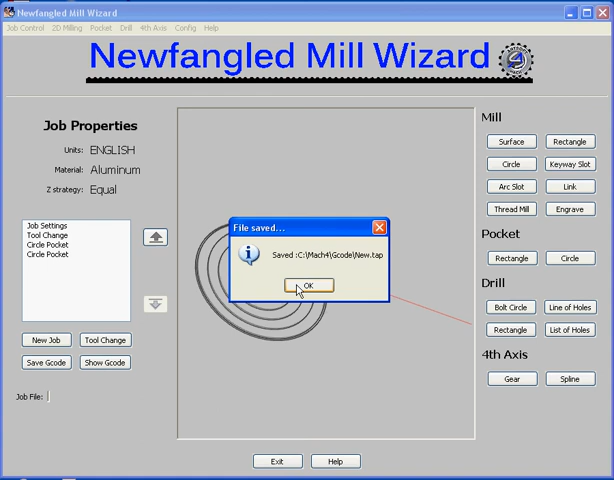 Newfangled Mill Wizard
Job Control 2D Milling Pocket Drill 4th Axis Config Help
Newfangled Mill Wizard
Job Properties
Units: ENGLISH
Material: Aluminum
Z strategy: Equal
Job Settings
Tool Change
Circle Pocket
Circle Pocket
New Job Tool Change
Save Gcode Show Gcode
Job File:
File saved...
Saved :C:\Mach4\Gcode\New.tap
OK
Mill
Surface Rectangle
Circle Keyway Slot
Arc Slot Link
Thread Mill Engrave
Pocket
Rectangle Circle
Drill
Bolt Circle Line of Holes
Rectangle List of Holes
4th Axis
Gear Spline
Exit Help